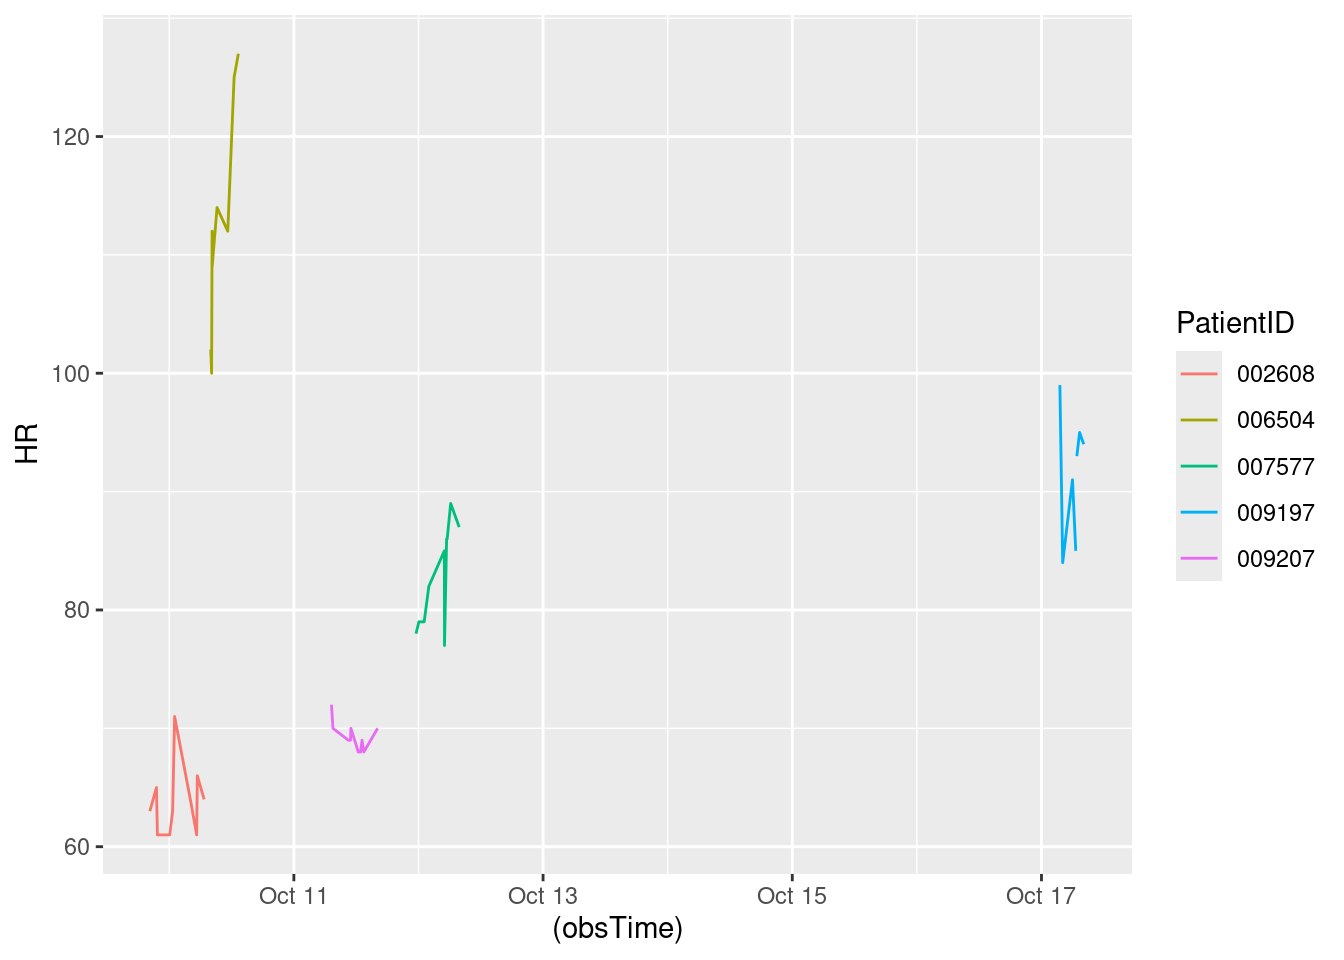 120
100
80
60
HR
Oct 11
Oct 13
Oct 15
Oct 17
(obsTime)
PatientID
002608
006504
007577
009197
009207